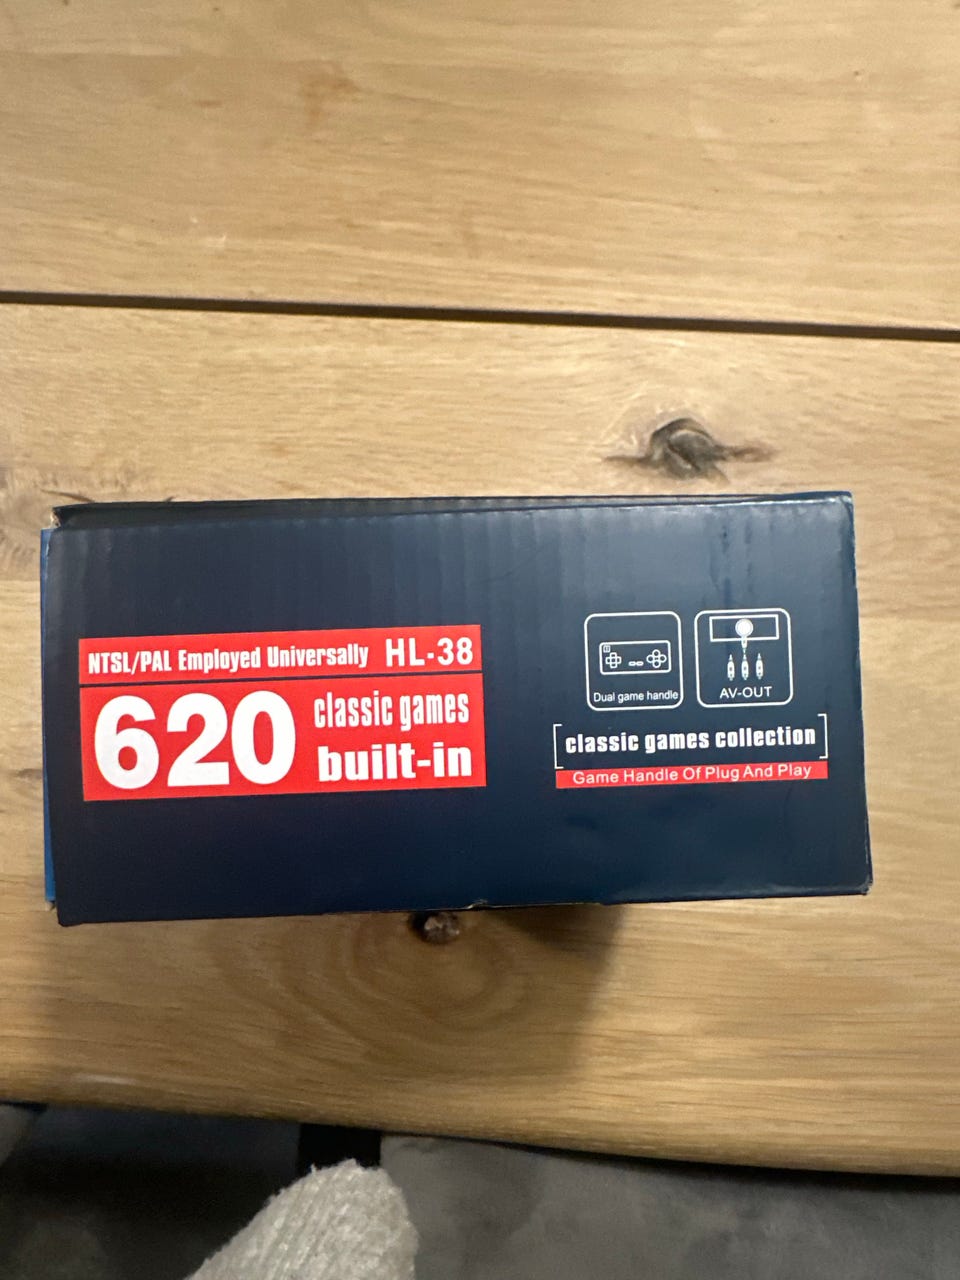 NTSL/PAL Employed Universally HL-38
620 classic games
built-in
Dual game handle
AV-OUT
[classic games collection]
Game Handle Of Plug And Play